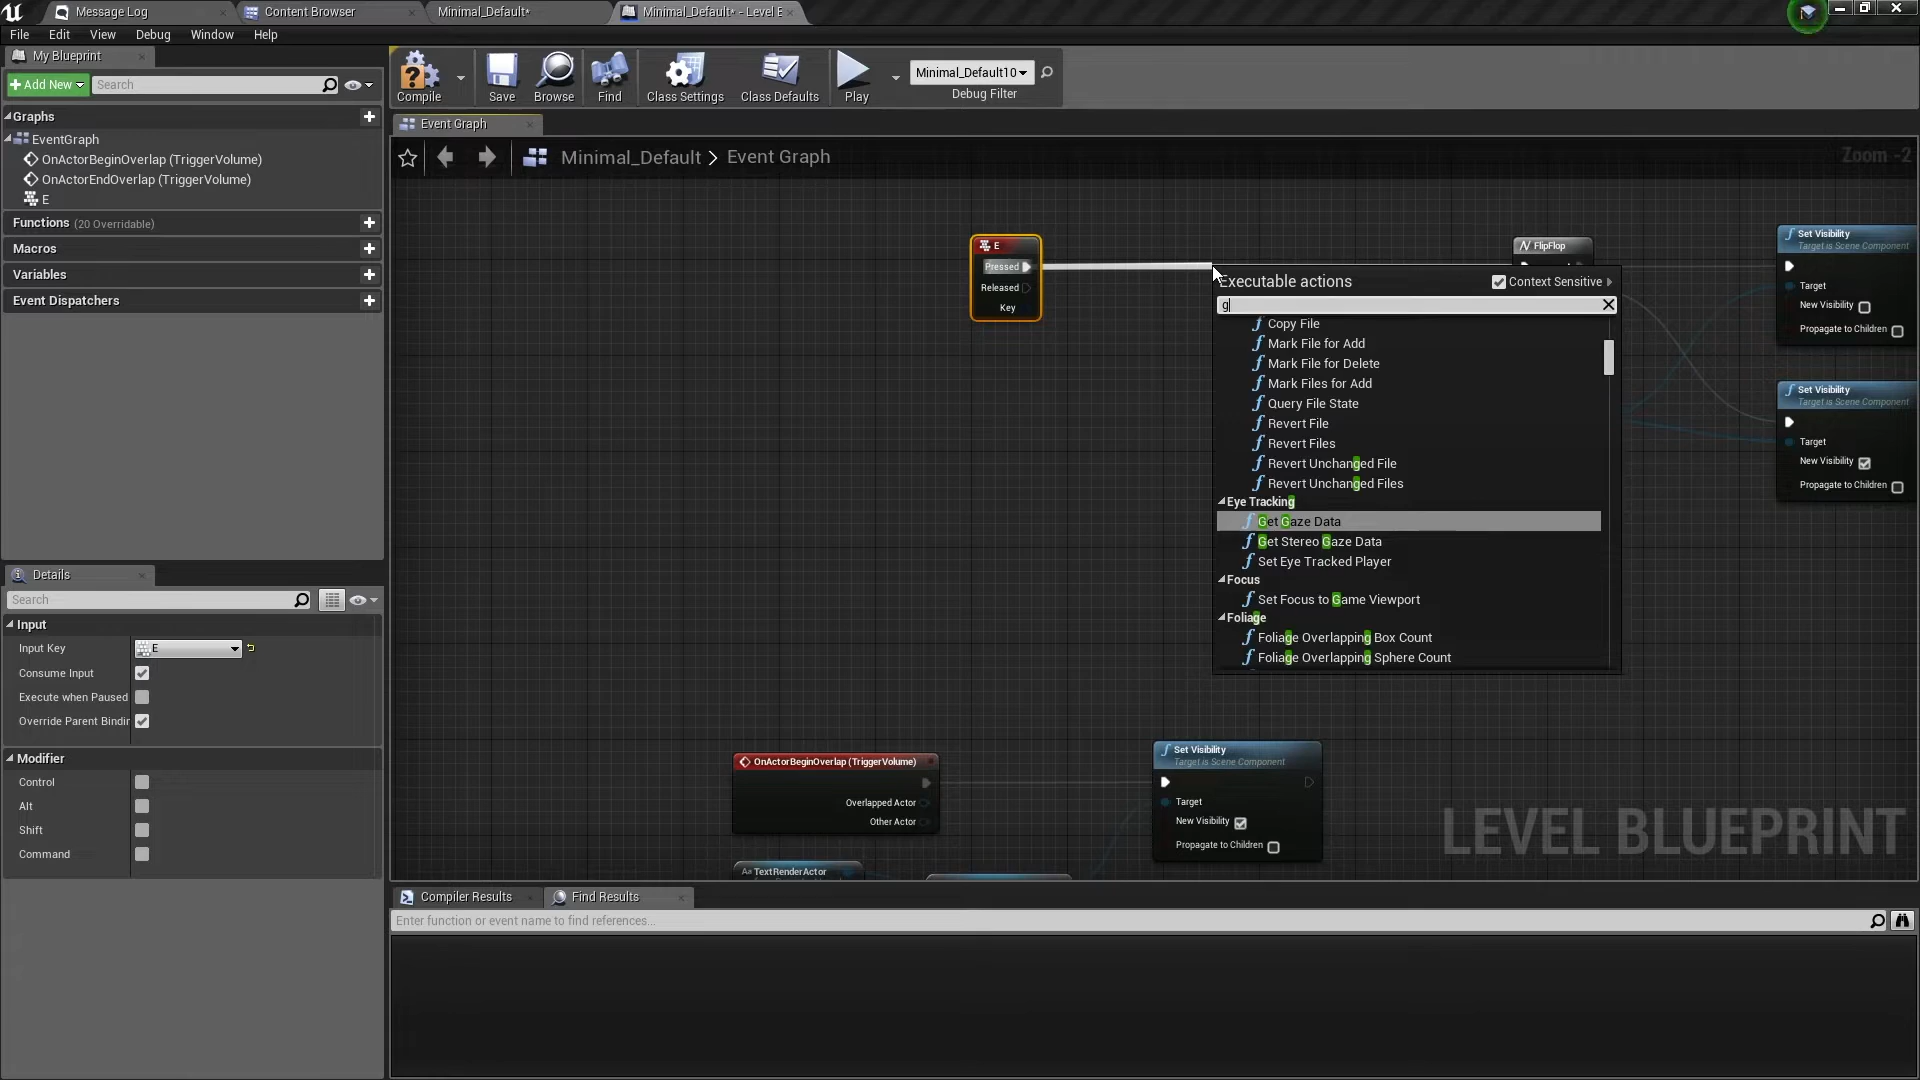 Message Log
Content Browser
Minimal_Default*
Minimal_Default* - Level E
File Edit View Debug Window Help
My Blueprint
Add New
Search
Compile
Save
Browse
Find
Class Settings
Class Defaults
Play
Minimal_Default10
Debug Filter
Graphs
EventGraph
OnActorBeginOverlap (TriggerVolume)
OnActorEndOverlap (TriggerVolume)
E
Functions (20 Overridable)
Macros
Variables
Event Dispatchers
Event Graph
Minimal_Default > Event Graph
Zoom -2
E
Pressed
Released
Key
FlipFlop
Set Visibility
Target is Scene Component
Target
New Visibility
Propagate to Children
Set Visibility
Target is Scene Component
Target
New Visibility
Propagate to Children
Executable actions
Context Sensitive
g
Copy File
Mark File for Add
Mark File for Delete
Mark Files for Add
Query File State
Revert File
Revert Files
Revert Unchanged File
Revert Unchanged Files
Eye Tracking
Get Gaze Data
Get Stereo Gaze Data
Set Eye Tracked Player
Focus
Set Focus to Game Viewport
Foliage
Foliage Overlapping Box Count
Foliage Overlapping Sphere Count
OnActorBeginOverlap (TriggerVolume)
Overlapped Actor
Other Actor
Set Visibility
Target is Scene Component
Target
New Visibility
Propagate to Children
Aa TextRenderActor
LEVEL BLUEPRINT
Details
Search
Input
Input Key
E
Consume Input
Execute when Paused
Override Parent Bindir
Modifier
Control
Alt
Shift
Command
Compiler Results
Find Results
Enter function or event name to find references...